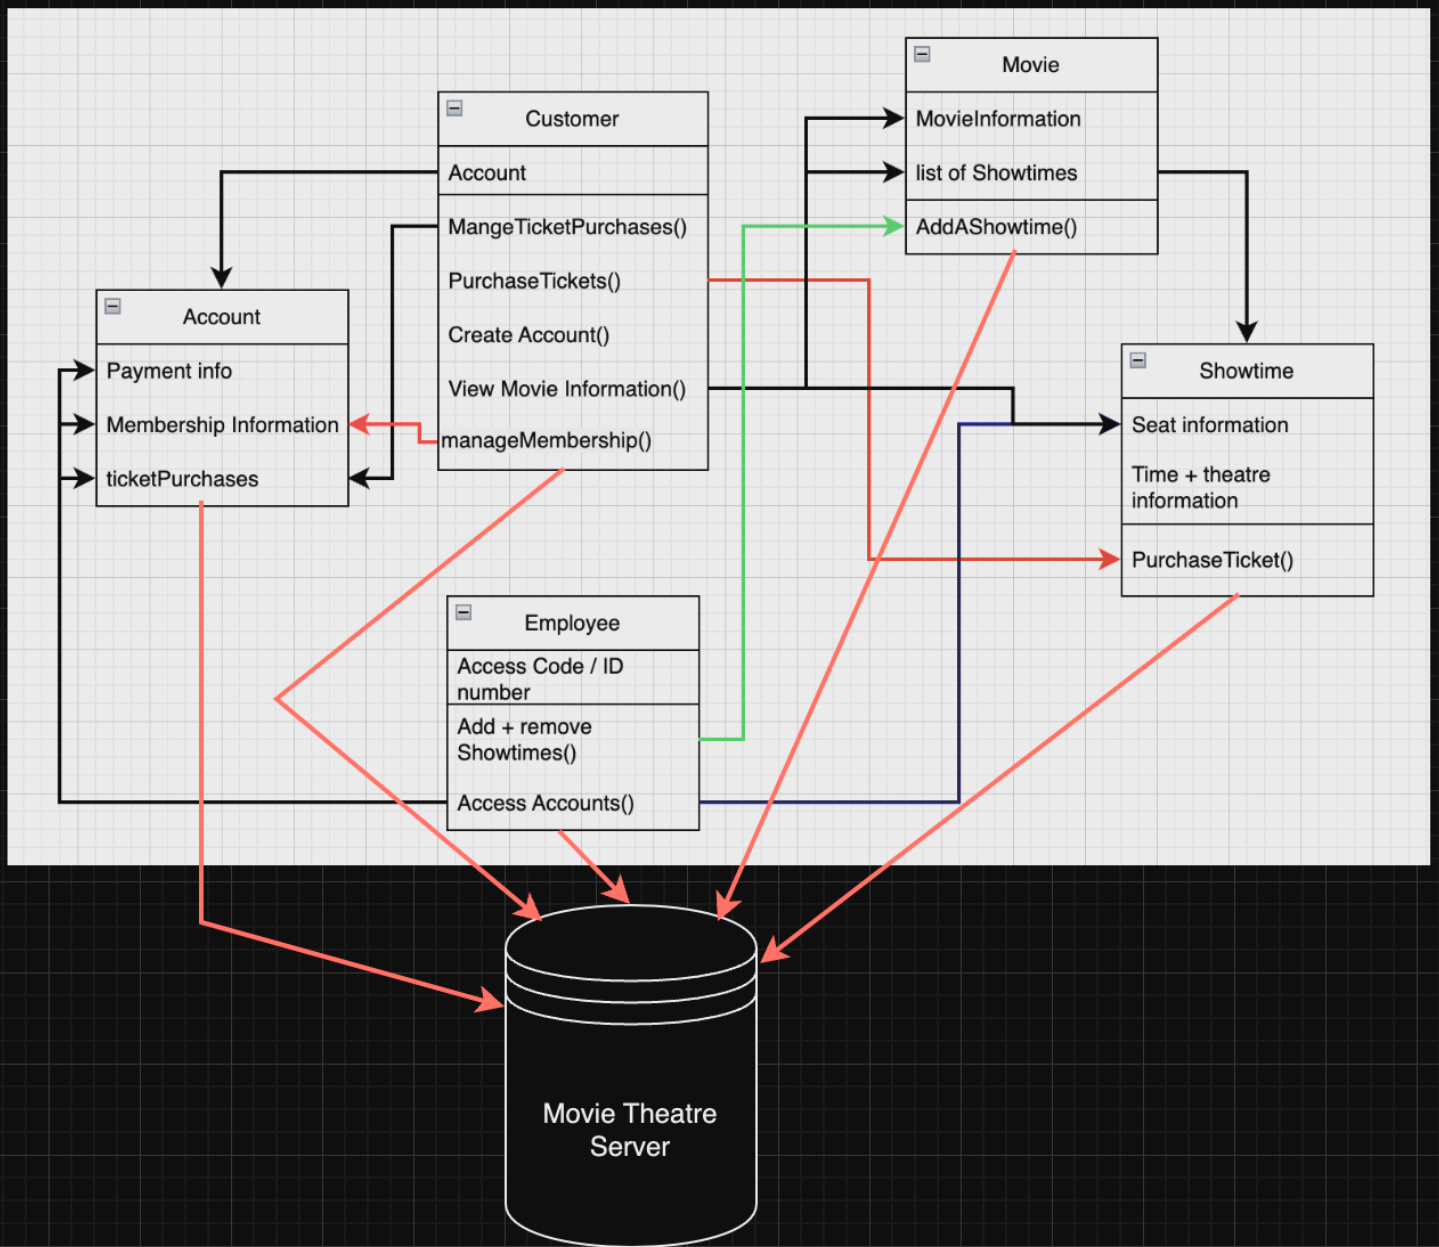 Movie
MovieInformation
list of Showtimes
AddAShowtime()
Customer
Account
MangeTicketPurchases()
PurchaseTickets()
Create Account()
View Movie Information()
manageMembership()
Account
Payment info
Membership Information
ticketPurchases
Showtime
Seat information
Time + theatre
information
PurchaseTicket()
Employee
Access Code / ID
number
Add + remove
Showtimes()
Access Accounts()
Movie Theatre
Server